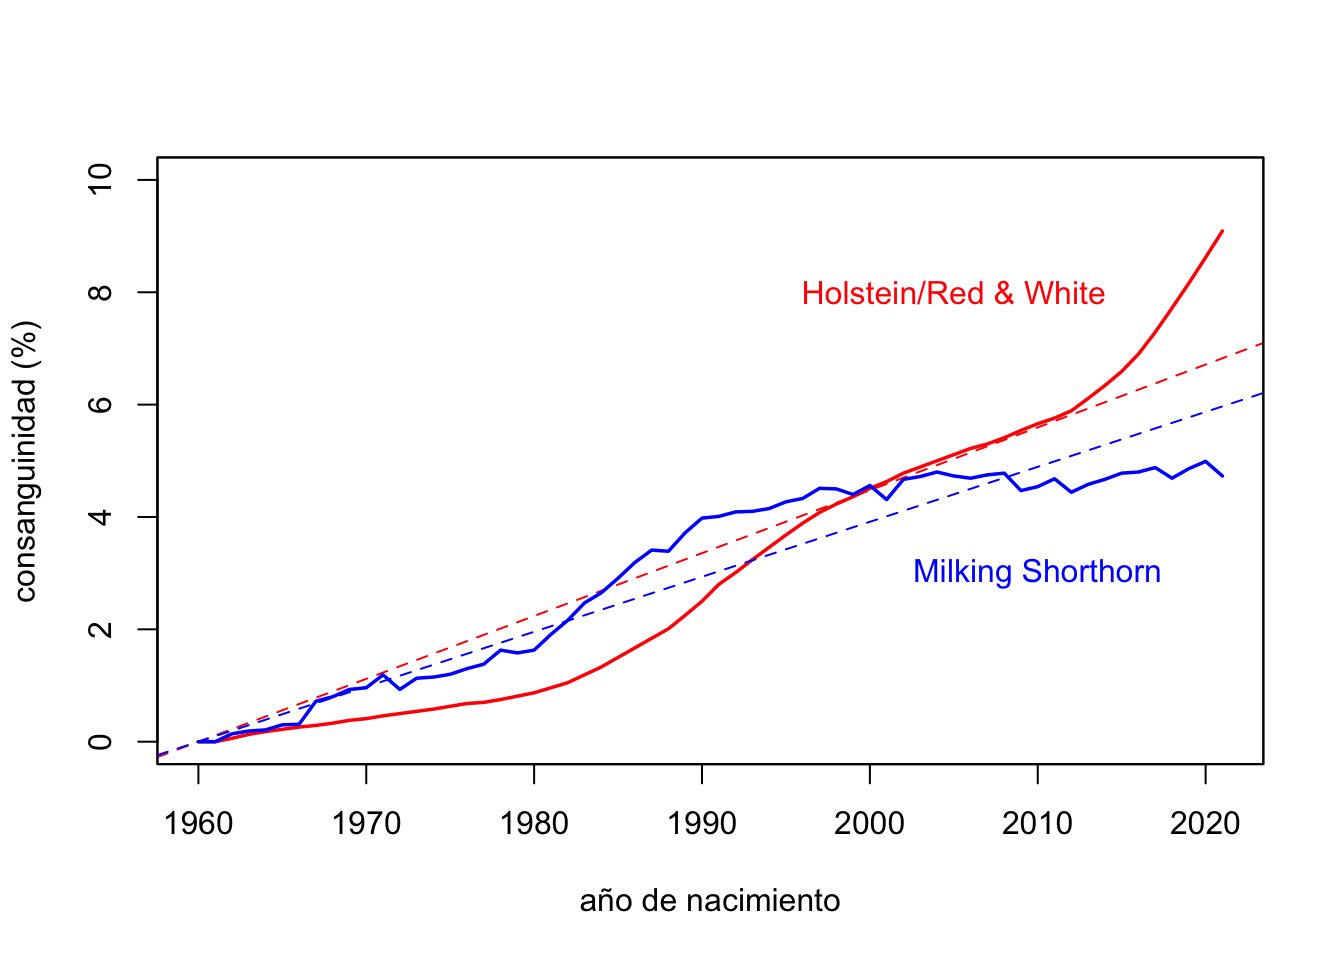 consanguinidad (%)
10
8
6
4
2
0
Holstein/Red & White
Milking Shorthorn
1960 1970 1980 1990 2000 2010 2020
año de nacimiento